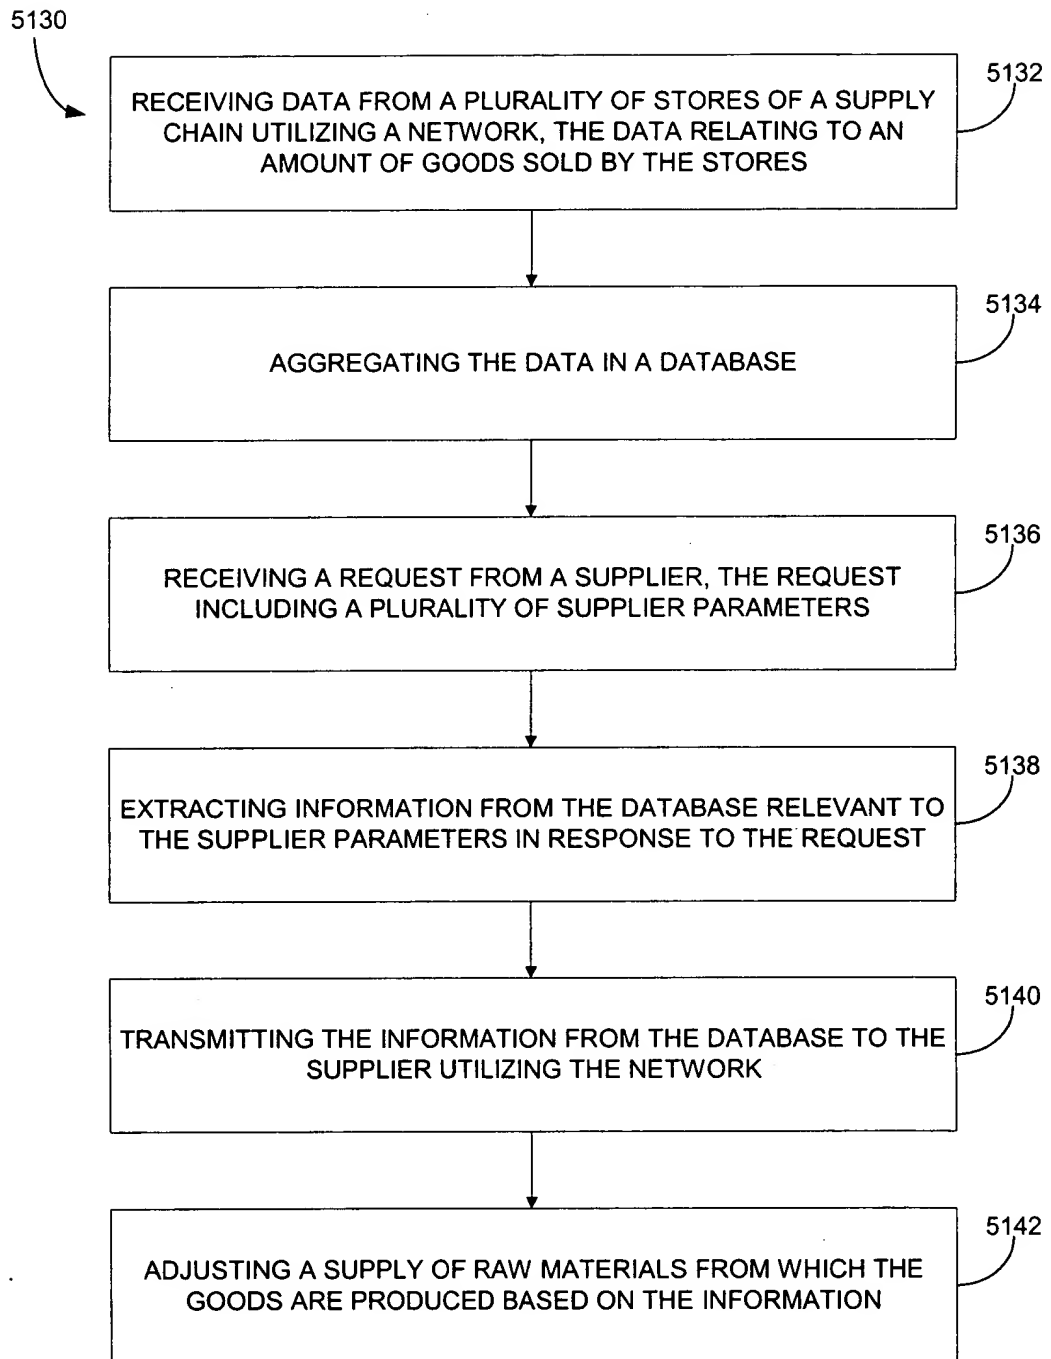 5130
5132
RECEIVING DATA FROM A PLURALITY OF STORES OF A SUPPLY
CHAIN UTILIZING A NETWORK, THE DATA RELATING TO AN
AMOUNT OF GOODS SOLD BY THE STORES
5134
AGGREGATING THE DATA IN A DATABASE
5136
RECEIVING A REQUEST FROM A SUPPLIER, THE REQUEST
INCLUDING A PLURALITY OF SUPPLIER PARAMETERS
5138
EXTRACTING INFORMATION FROM THE DATABASE RELEVANT TO
THE SUPPLIER PARAMETERS IN RESPONSE TO THE REQUEST
5140
TRANSMITTING THE INFORMATION FROM THE DATABASE TO THE
SUPPLIER UTILIZING THE NETWORK
5142
ADJUSTING A SUPPLY OF RAW MATERIALS FROM WHICH THE
GOODS ARE PRODUCED BASED ON THE INFORMATION